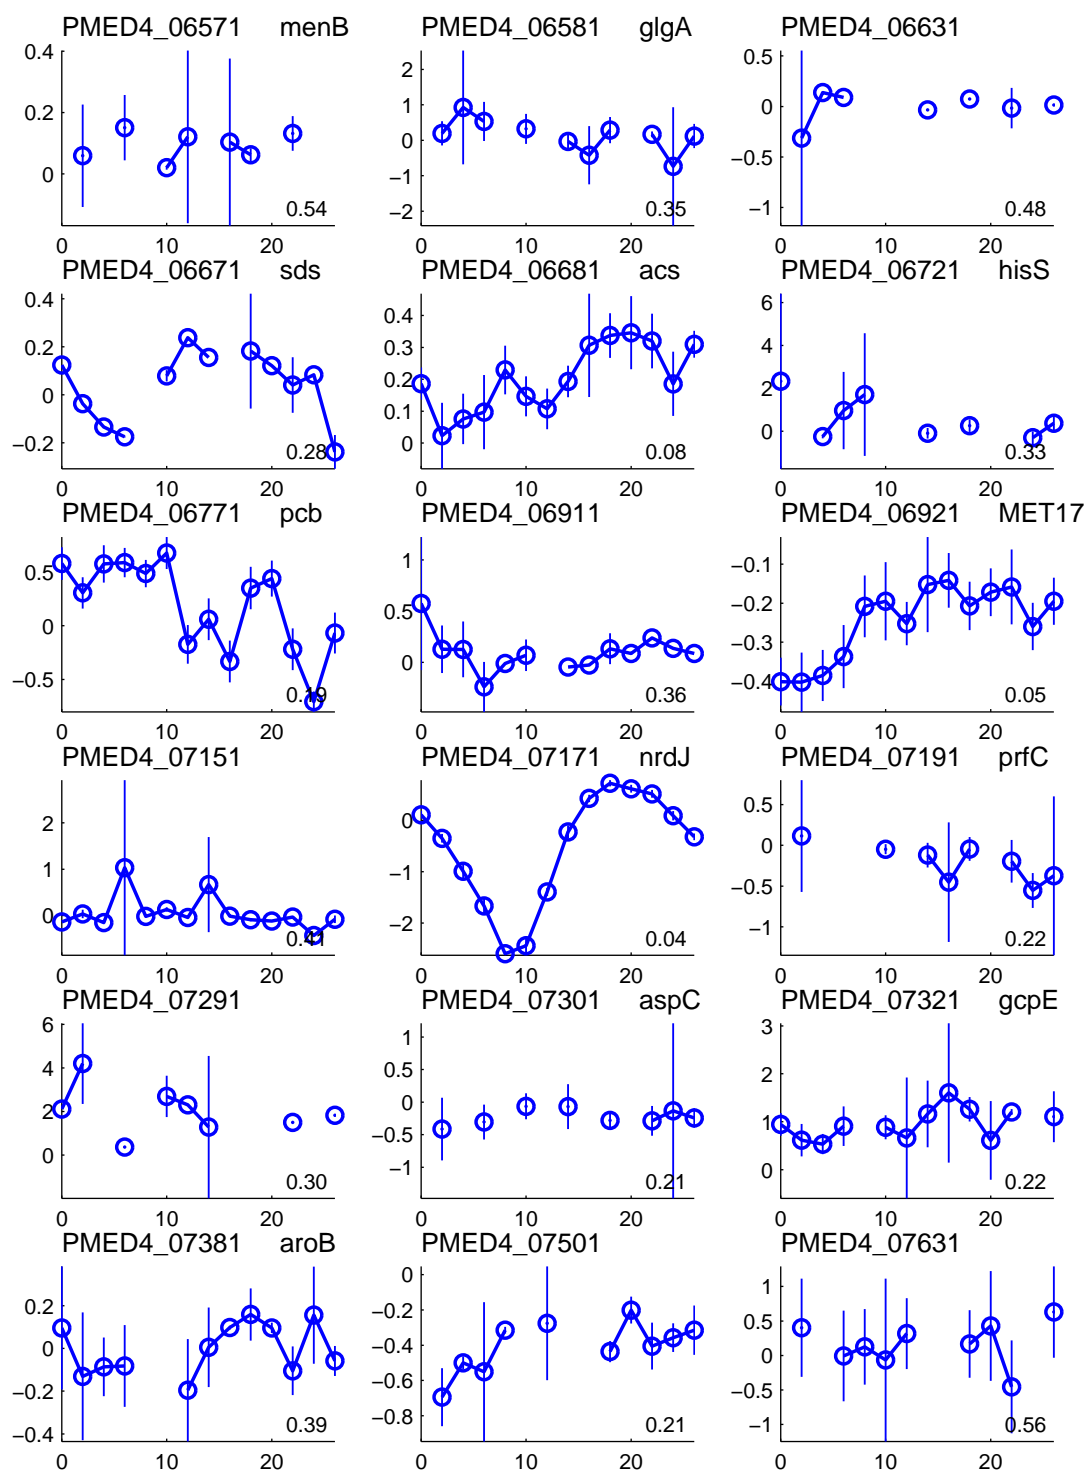 PMED4_06571 menB PMED4_06581 glgA PMED4_06631
0.4 0.2 0 0.54 0 10 20
2 1 0 −1 −2 0.35 0 10 20
0.5 0 −0.5 −1 0.48 0 10 20
PMED4_06671 sds PMED4_06681 acs PMED4_06721 hisS
0.4 0.2 0 −0.2 0.28 0 10 20
0.4 0.3 0.2 0.1 0 0.08 0 10 20
6 4 2 0 0.33 0 10 20
PMED4_06771 pcb PMED4_06911 PMED4_06921 MET17
0.5 0 −0.5 0.19 0 10 20
1 0.5 0 0.36 0 10 20
−0.1 −0.2 −0.3 −0.4 0.05 0 10 20
PMED4_07151 PMED4_07171 nrdJ PMED4_07191 prfC
2 1 0 0.41 0 10 20
0 −1 −2 0.04 0 10 20
0.5 0 −0.5 −1 0.22 0 10 20
PMED4_07291 PMED4_07301 aspC PMED4_07321 gcpE
6 4 2 0 0.30 0 10 20
1 0.5 0 −0.5 −1 0.21 0 10 20
3 2 1 0 0.22 0 10 20
PMED4_07381 aroB PMED4_07501 PMED4_07631
0.2 0 −0.2 −0.4 0.39 0 10 20
0 −0.2 −0.4 −0.6 −0.8 0.21 0 10 20
1 0.5 0 −0.5 −1 0.56 0 10 20